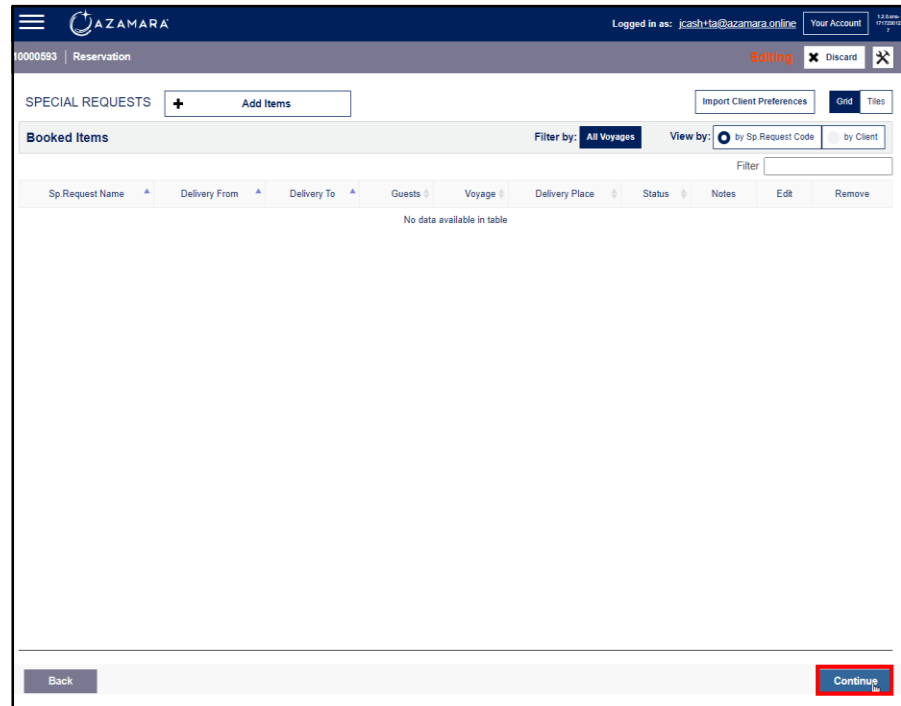 AZAMARA
Logged in as: jcash+ta@azamara.online
Your Account
10000593 | Reservation
Editing
✖ Discard
SPECIAL REQUESTS
+ Add Items
Import Client Preferences
Grid
Tiles
Booked Items
Filter by: All Voyages
View by: by Sp.Request Code
by Client
Filter
Sp.Request Name
Delivery From
Delivery To
Guests
Voyage
Delivery Place
Status
Notes
Edit
Remove
No data available in table
Back
Continue